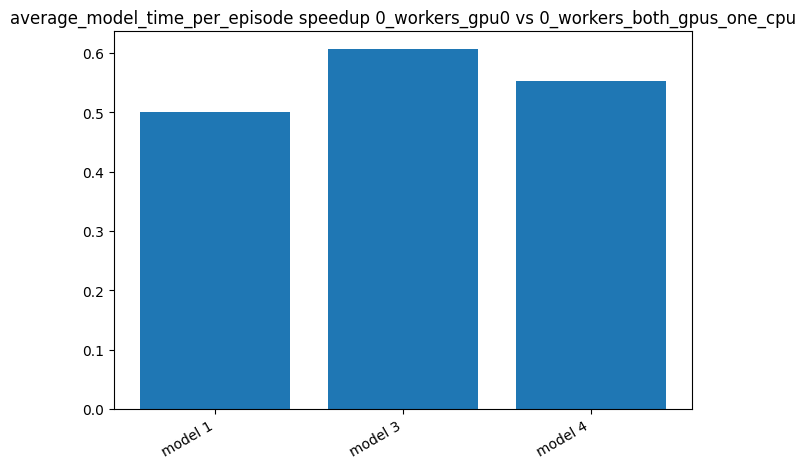 average_model_time_per_episode speedup 0_workers_gpu0 vs 0_workers_both_gpus_one_cpu
0.6
0.5
0.4
0.3
0.2
0.1
0.0
model 1
model 3
model 4